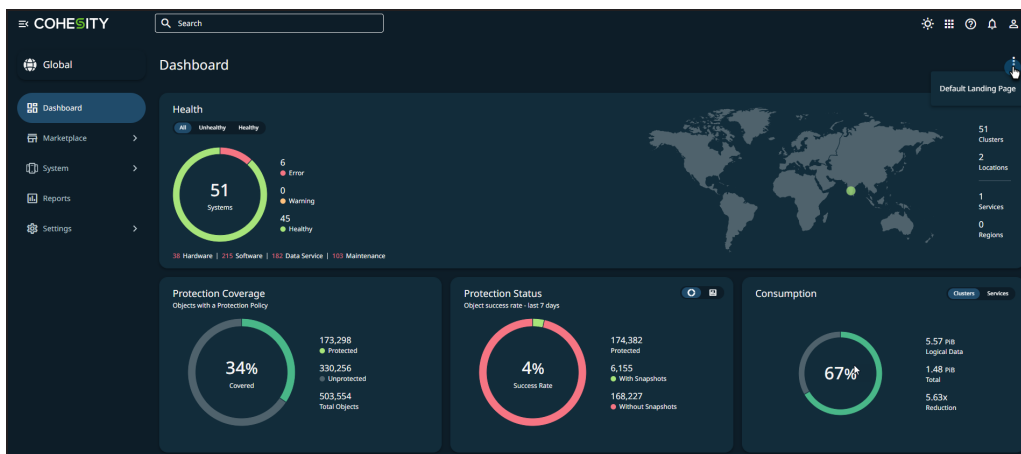 COHESITY
Search
Global
Dashboard
Default Landing Page
Dashboard
Marketplace
System
Reports
Settings
Health
All Unhealthy Healthy
51
Systems
6
Error
0
Warning
45
Healthy
38 Hardware | 215 Software | 182 Data Service | 103 Maintenance
51
Clusters
2
Locations
1
Services
0
Regions
Protection Coverage
Objects with a Protection Policy
34%
Covered
173,298
Protected
330,256
Unprotected
503,554
Total Objects
Protection Status
Object success rate - last 7 days
4%
Success Rate
174,382
Protected
6,155
With Snapshots
168,227
Without Snapshots
Consumption
Clusters Services
67%
5.57 PiB
Logical Data
1.48 PiB
Total
5.63x
Reduction